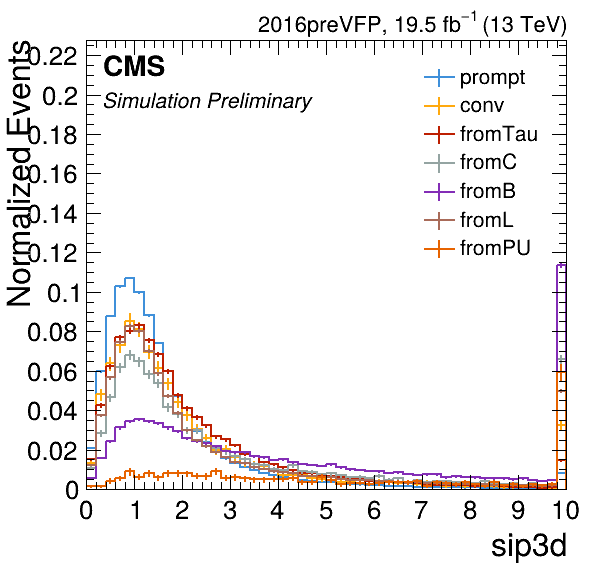 2016preVFP, 19.5 fb⁻¹ (13 TeV)
CMS
Simulation Preliminary
prompt
conv
fromTau
fromC
fromB
fromL
fromPU
Normalized Events
0.22
0.2
0.18
0.16
0.14
0.12
0.1
0.08
0.06
0.04
0.02
0
0 1 2 3 4 5 6 7 8 9 10
sip3d